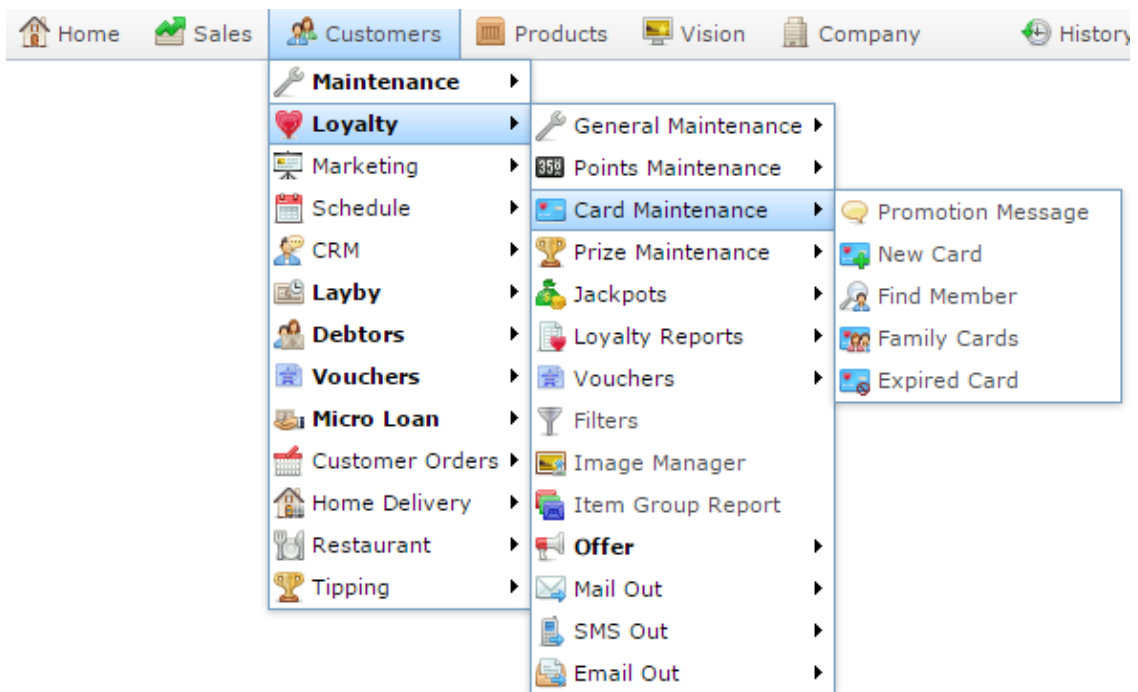 Home Sales Customers Products Vision Company History
Maintenance
Loyalty
Marketing
Schedule
CRM
Layby
Debtors
Vouchers
Micro Loan
Customer Orders
Home Delivery
Restaurant
Tipping
General Maintenance
Points Maintenance
Card Maintenance
Prize Maintenance
Jackpots
Loyalty Reports
Vouchers
Filters
Image Manager
Item Group Report
Offer
Mail Out
SMS Out
Email Out
Promotion Message
New Card
Find Member
Family Cards
Expired Card